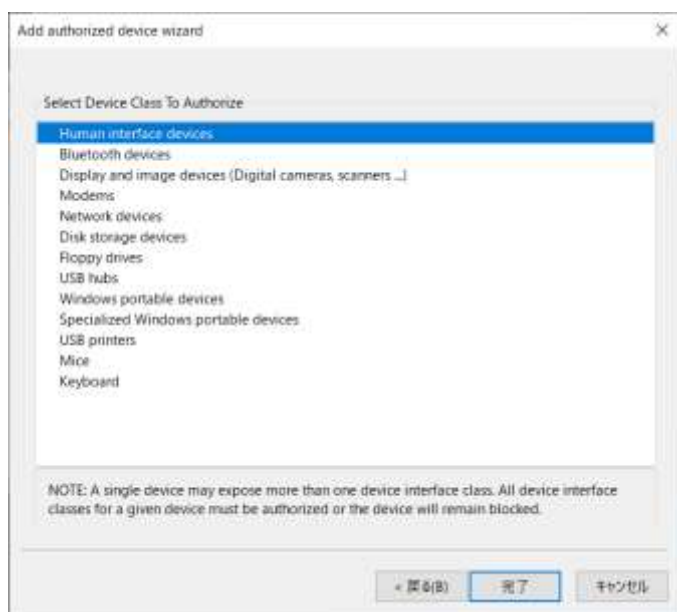 Add authorized device wizard
Select Device Class To Authorize
Human interface devices
Bluetooth devices
Display and image devices (Digital cameras, scanners ...)
Modems
Network devices
Disk storage devices
Floppy drives
USB hubs
Windows portable devices
Specialized Windows portable devices
USB printers
Mice
Keyboard
NOTE: A single device may expose more than one device interface class. All device interface
classes for a given device must be authorized or the device will remain blocked.
< 戻る(B) 完了 キャンセル